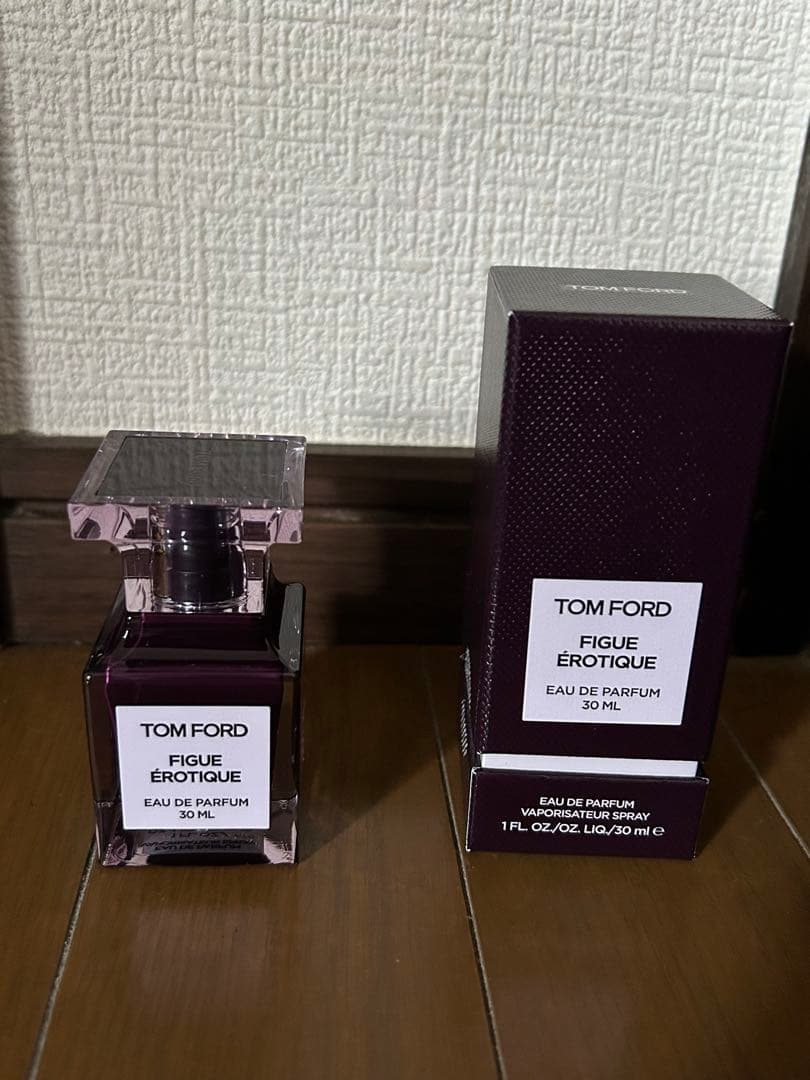 TOM FORD
FIGUE
ÉROTIQUE
EAU DE PARFUM
30 ML
TOM FORD
TOM FORD
FIGUE
ÉROTIQUE
EAU DE PARFUM
30 ML
EAU DE PARFUM
VAPORISATEUR SPRAY
1 FL. OZ./OZ. LIQ./30 ml e